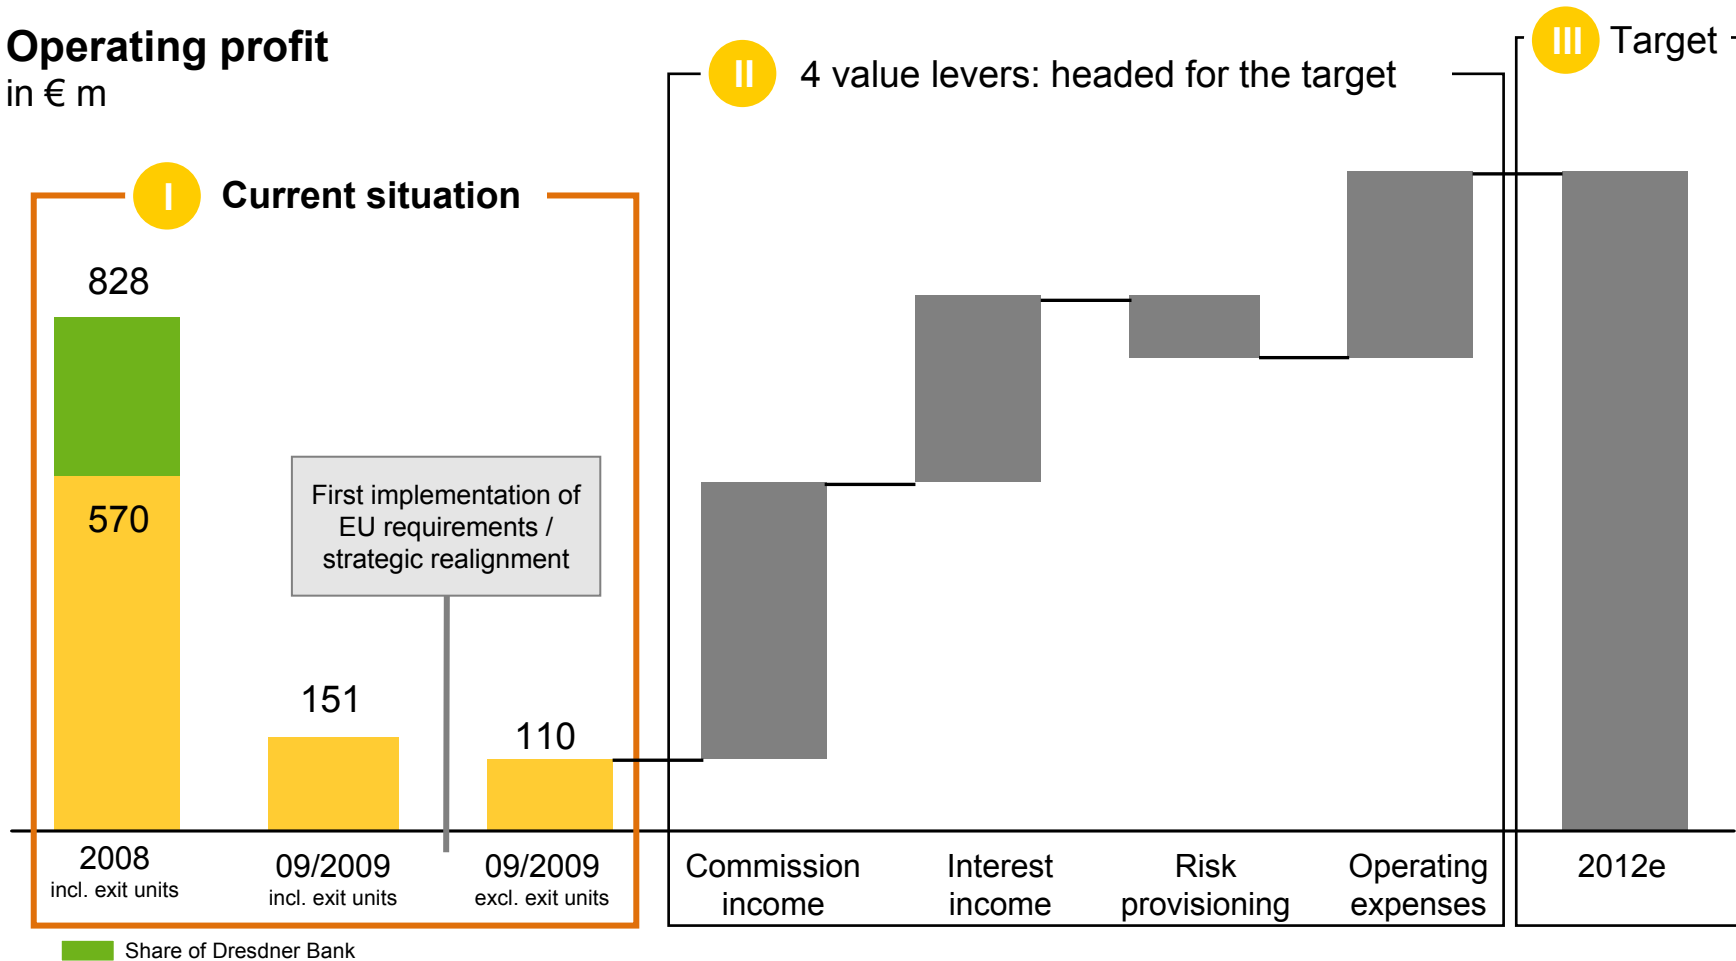 Operating profit
in € m
I Current situation
II 4 value levers: headed for the target
III Target
828
570
151
110
First implementation of
EU requirements /
strategic realignment
2008
incl. exit units
09/2009
incl. exit units
09/2009
excl. exit units
Commission
income
Interest
income
Risk
provisioning
Operating
expenses
2012e
Share of Dresdner Bank